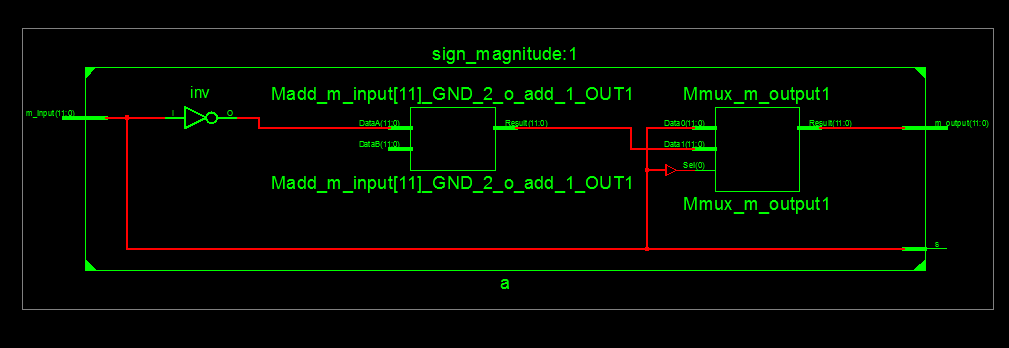 sign_magnitude:1
inv
Madd_m_input[11]_GND_2_o_add_1_OUT1
Mmux_m_output1
m_input(11:0)
I
O
DataA(11:0)
Result(11:0)
DataB(11:0)
Data0(11:0)
Result(11:0)
m_output(11:0)
Data1(11:0)
Sel(0)
Madd_m_input[11]_GND_2_o_add_1_OUT1
Mmux_m_output1
s
a